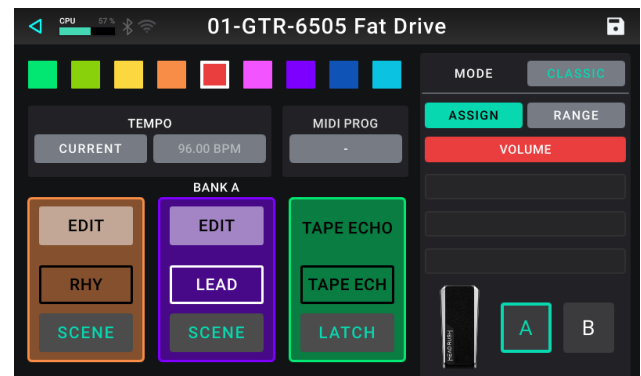 CPU 57% 01-GTR-6505 Fat Drive
MODE CLASSIC
TEMPO MIDI PROG ASSIGN RANGE
CURRENT 96.00 BPM - VOLUME
BANK A
EDIT EDIT TAPE ECHO
RHY LEAD TAPE ECH
SCENE SCENE LATCH
A B
HEADRUSH